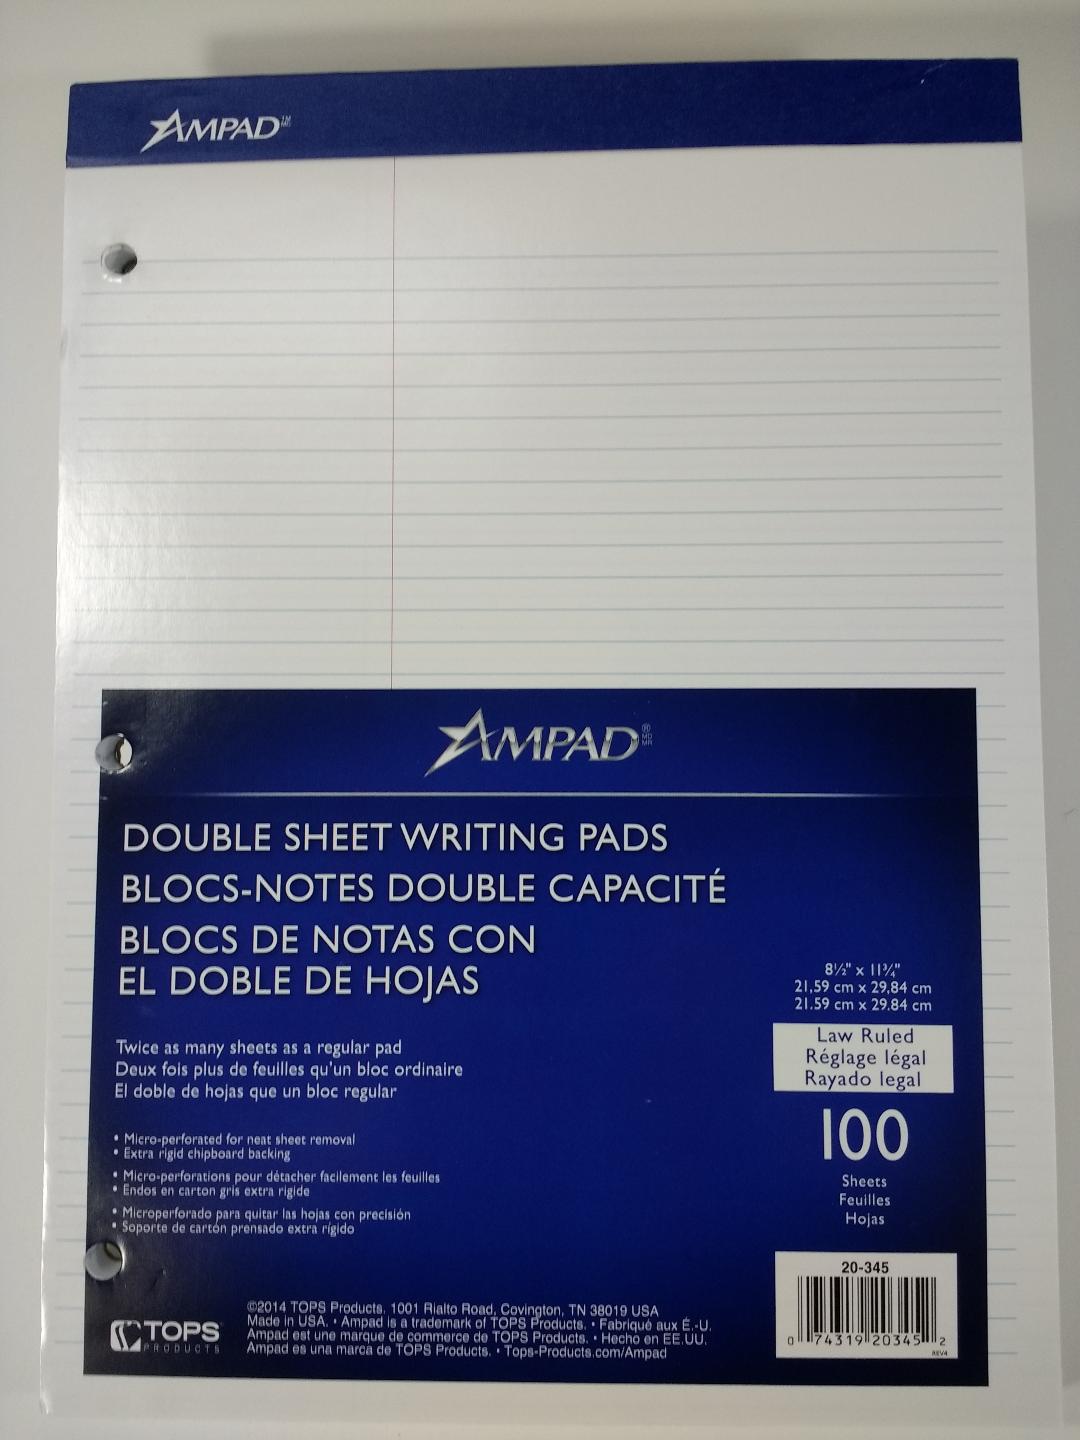 AMPAD™
MC
AMPAD®
MD
MR
DOUBLE SHEET WRITING PADS
BLOCS-NOTES DOUBLE CAPACITÉ
BLOCS DE NOTAS CON
EL DOBLE DE HOJAS
8½" x 11¾"
21,59 cm x 29,84 cm
21.59 cm x 29.84 cm
Law Ruled
Réglage légal
Rayado legal
Twice as many sheets as a regular pad
Deux fois plus de feuilles qu'un bloc ordinaire
El doble de hojas que un bloc regular
100
Sheets
Feuilles
Hojas
• Micro-perforated for neat sheet removal
• Extra rigid chipboard backing
• Micro-perforations pour détacher facilement les feuilles
• Endos en carton gris extra rigide
• Microperforado para quitar las hojas con precisión
• Soporte de cartón prensado extra rígido
TOPS
PRODUCTS
©2014 TOPS Products. 1001 Rialto Road, Covington, TN 38019 USA
Made in USA. • Ampad is a trademark of TOPS Products. • Fabriqué aux É.-U.
Ampad est une marque de commerce de TOPS Products. • Hecho en EE.UU.
Ampad es una marca de TOPS Products. • Tops-Products.com/Ampad
20-345
0 74319 20345 2
REV4